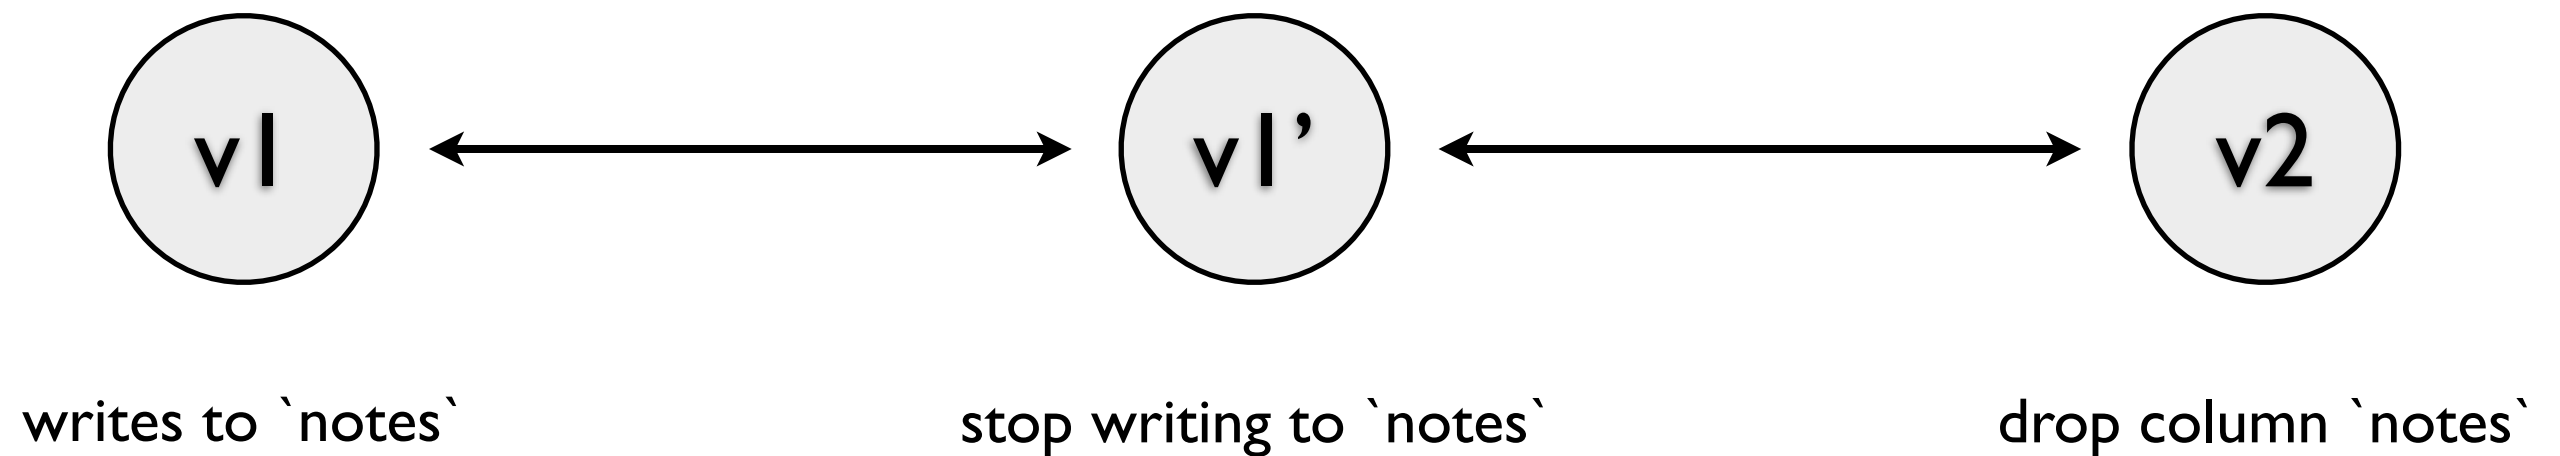 v1
v1’
v2
writes to `notes`
stop writing to `notes`
drop column `notes`